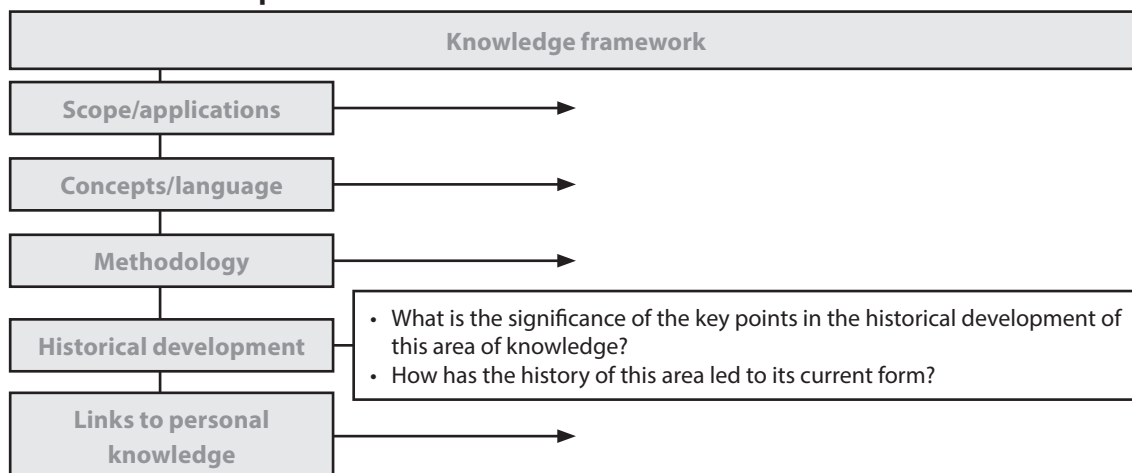 Knowledge framework
Scope/applications
Concepts/language
Methodology
Historical development
• What is the significance of the key points in the historical development of
this area of knowledge?
• How has the history of this area led to its current form?
Links to personal
knowledge